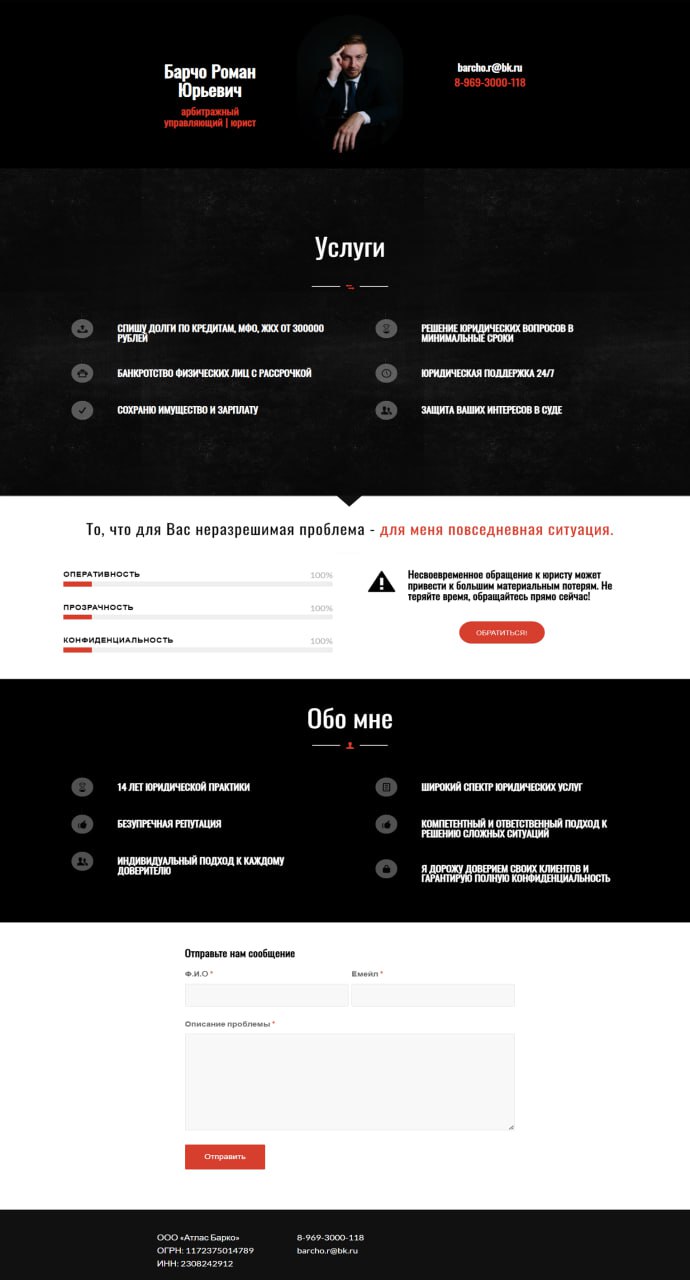 Барчо Роман
Юрьевич
арбитражный
управляющий | юрист
barcho.r@bk.ru
8-969-3000-118
Услуги
СПИШУ ДОЛГИ ПО КРЕДИТАМ, МФО, ЖКХ ОТ 300000
РУБЛЕЙ
РЕШЕНИЕ ЮРИДИЧЕСКИХ ВОПРОСОВ В
МИНИМАЛЬНЫЕ СРОКИ
БАНКРОТСТВО ФИЗИЧЕСКИХ ЛИЦ С РАССРОЧКОЙ
ЮРИДИЧЕСКАЯ ПОДДЕРЖКА 24/7
СОХРАНЮ ИМУЩЕСТВО И ЗАРПЛАТУ
ЗАЩИТА ВАШИХ ИНТЕРЕСОВ В СУДЕ
То, что для Вас неразрешимая проблема - для меня повседневная ситуация.
ОПЕРАТИВНОСТЬ 100%
ПРОЗРАЧНОСТЬ 100%
КОНФИДЕНЦИАЛЬНОСТЬ 100%
Несвоевременное обращение к юристу может
привести к большим материальным потерям. Не
теряйте время, обращайтесь прямо сейчас!
ОБРАТИТЬСЯ!
Обо мне
14 ЛЕТ ЮРИДИЧЕСКОЙ ПРАКТИКИ
ШИРОКИЙ СПЕКТР ЮРИДИЧЕСКИХ УСЛУГ
БЕЗУПРЕЧНАЯ РЕПУТАЦИЯ
КОМПЕТЕНТНЫЙ И ОТВЕТСТВЕННЫЙ ПОДХОД К
РЕШЕНИЮ СЛОЖНЫХ СИТУАЦИЙ
ИНДИВИДУАЛЬНЫЙ ПОДХОД К КАЖДОМУ
ДОВЕРИТЕЛЮ
Я ДОРОЖУ ДОВЕРИЕМ СВОИХ КЛИЕНТОВ И
ГАРАНТИРУЮ ПОЛНУЮ КОНФИДЕНЦИАЛЬНОСТЬ
Отправьте нам сообщение
Ф.И.О *
Емейл *
Описание проблемы *
Отправить
ООО «Атлас Барко»
ОГРН: 1172375014789
ИНН: 2308242912
8-969-3000-118
barcho.r@bk.ru